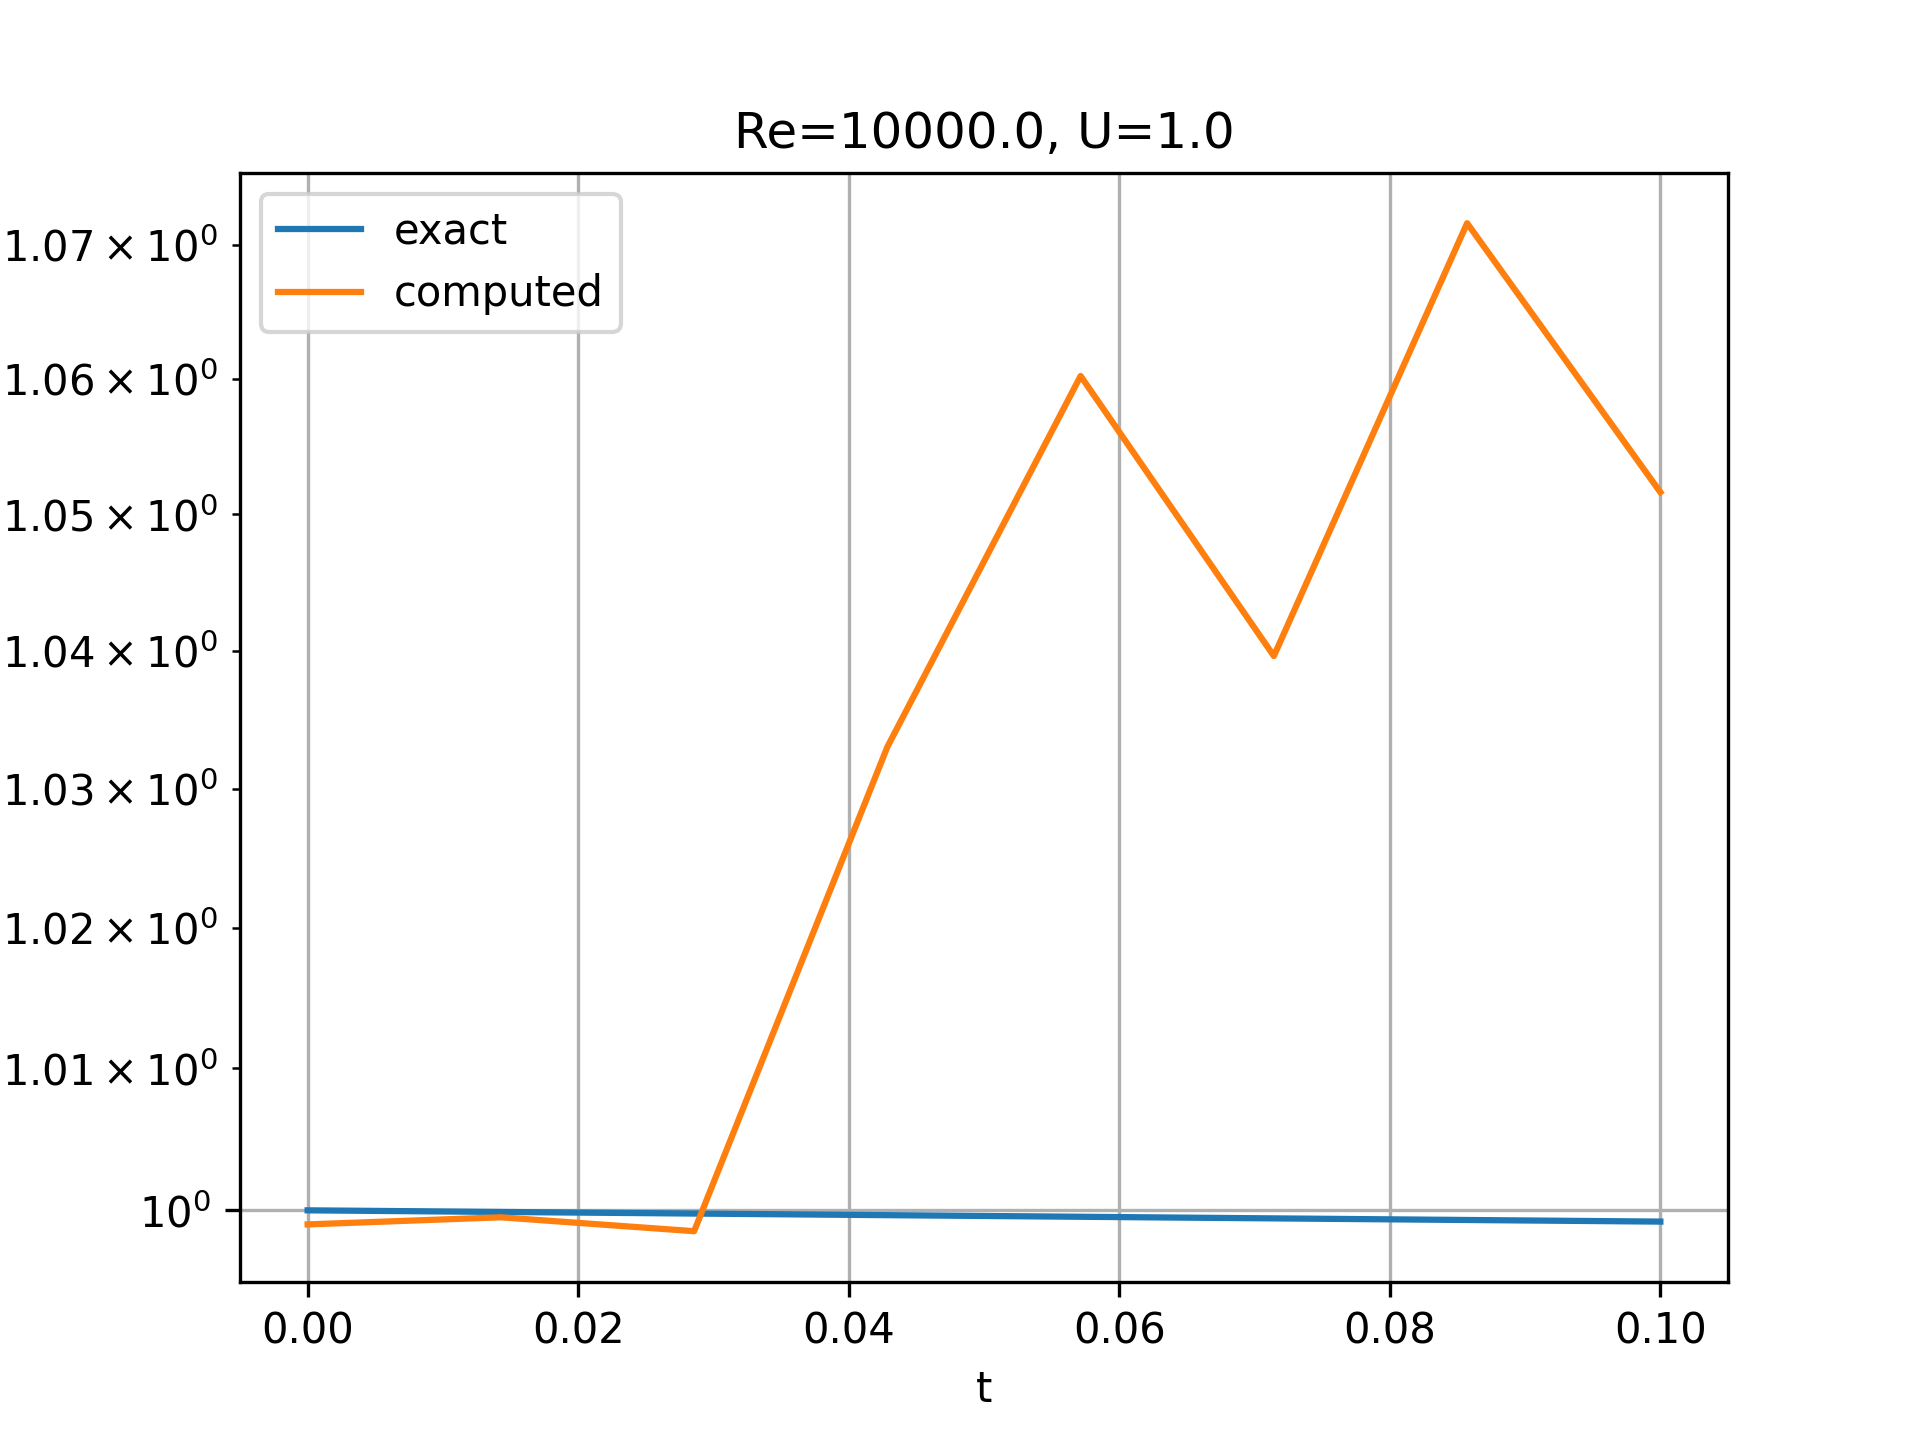 Re=10000.0, U=1.0
exact
computed
1.07 × 10⁰
1.06 × 10⁰
1.05 × 10⁰
1.04 × 10⁰
1.03 × 10⁰
1.02 × 10⁰
1.01 × 10⁰
10⁰
0.00 0.02 0.04 0.06 0.08 0.10
t